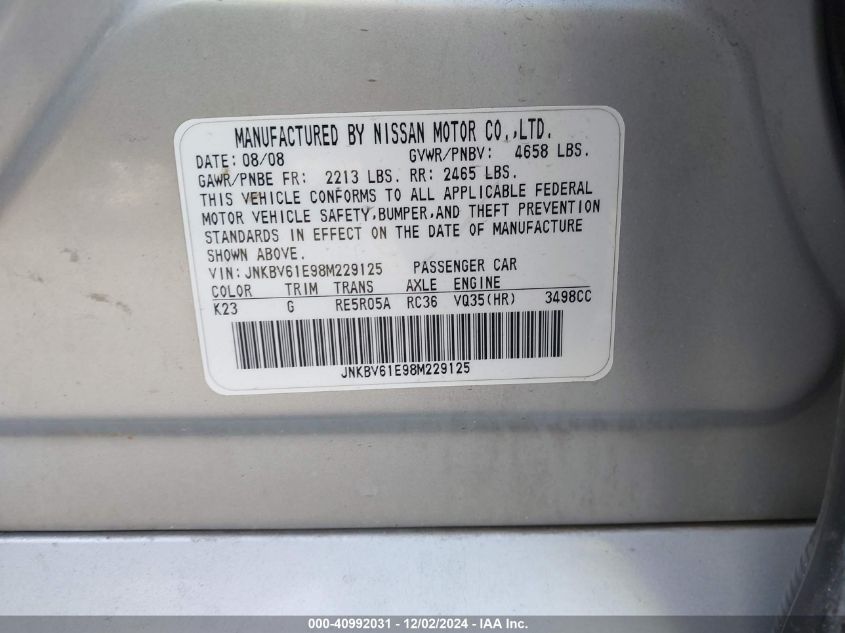 MANUFACTURED BY NISSAN MOTOR CO.,LTD.
DATE: 08/08 GVWR/PNBV: 4658 LBS.
GAWR/PNBE FR: 2213 LBS. RR: 2465 LBS.
THIS VEHICLE CONFORMS TO ALL APPLICABLE FEDERAL
MOTOR VEHICLE SAFETY,BUMPER,AND THEFT PREVENTION
STANDARDS IN EFFECT ON THE DATE OF MANUFACTURE
SHOWN ABOVE.
VIN: JNKBV61E98M229125 PASSENGER CAR
COLOR TRIM TRANS AXLE ENGINE
K23 G RE5R05A RC36 VQ35(HR) 3498CC
JNKBV61E98M229125
000-40992031 - 12/02/2024 - IAA Inc.